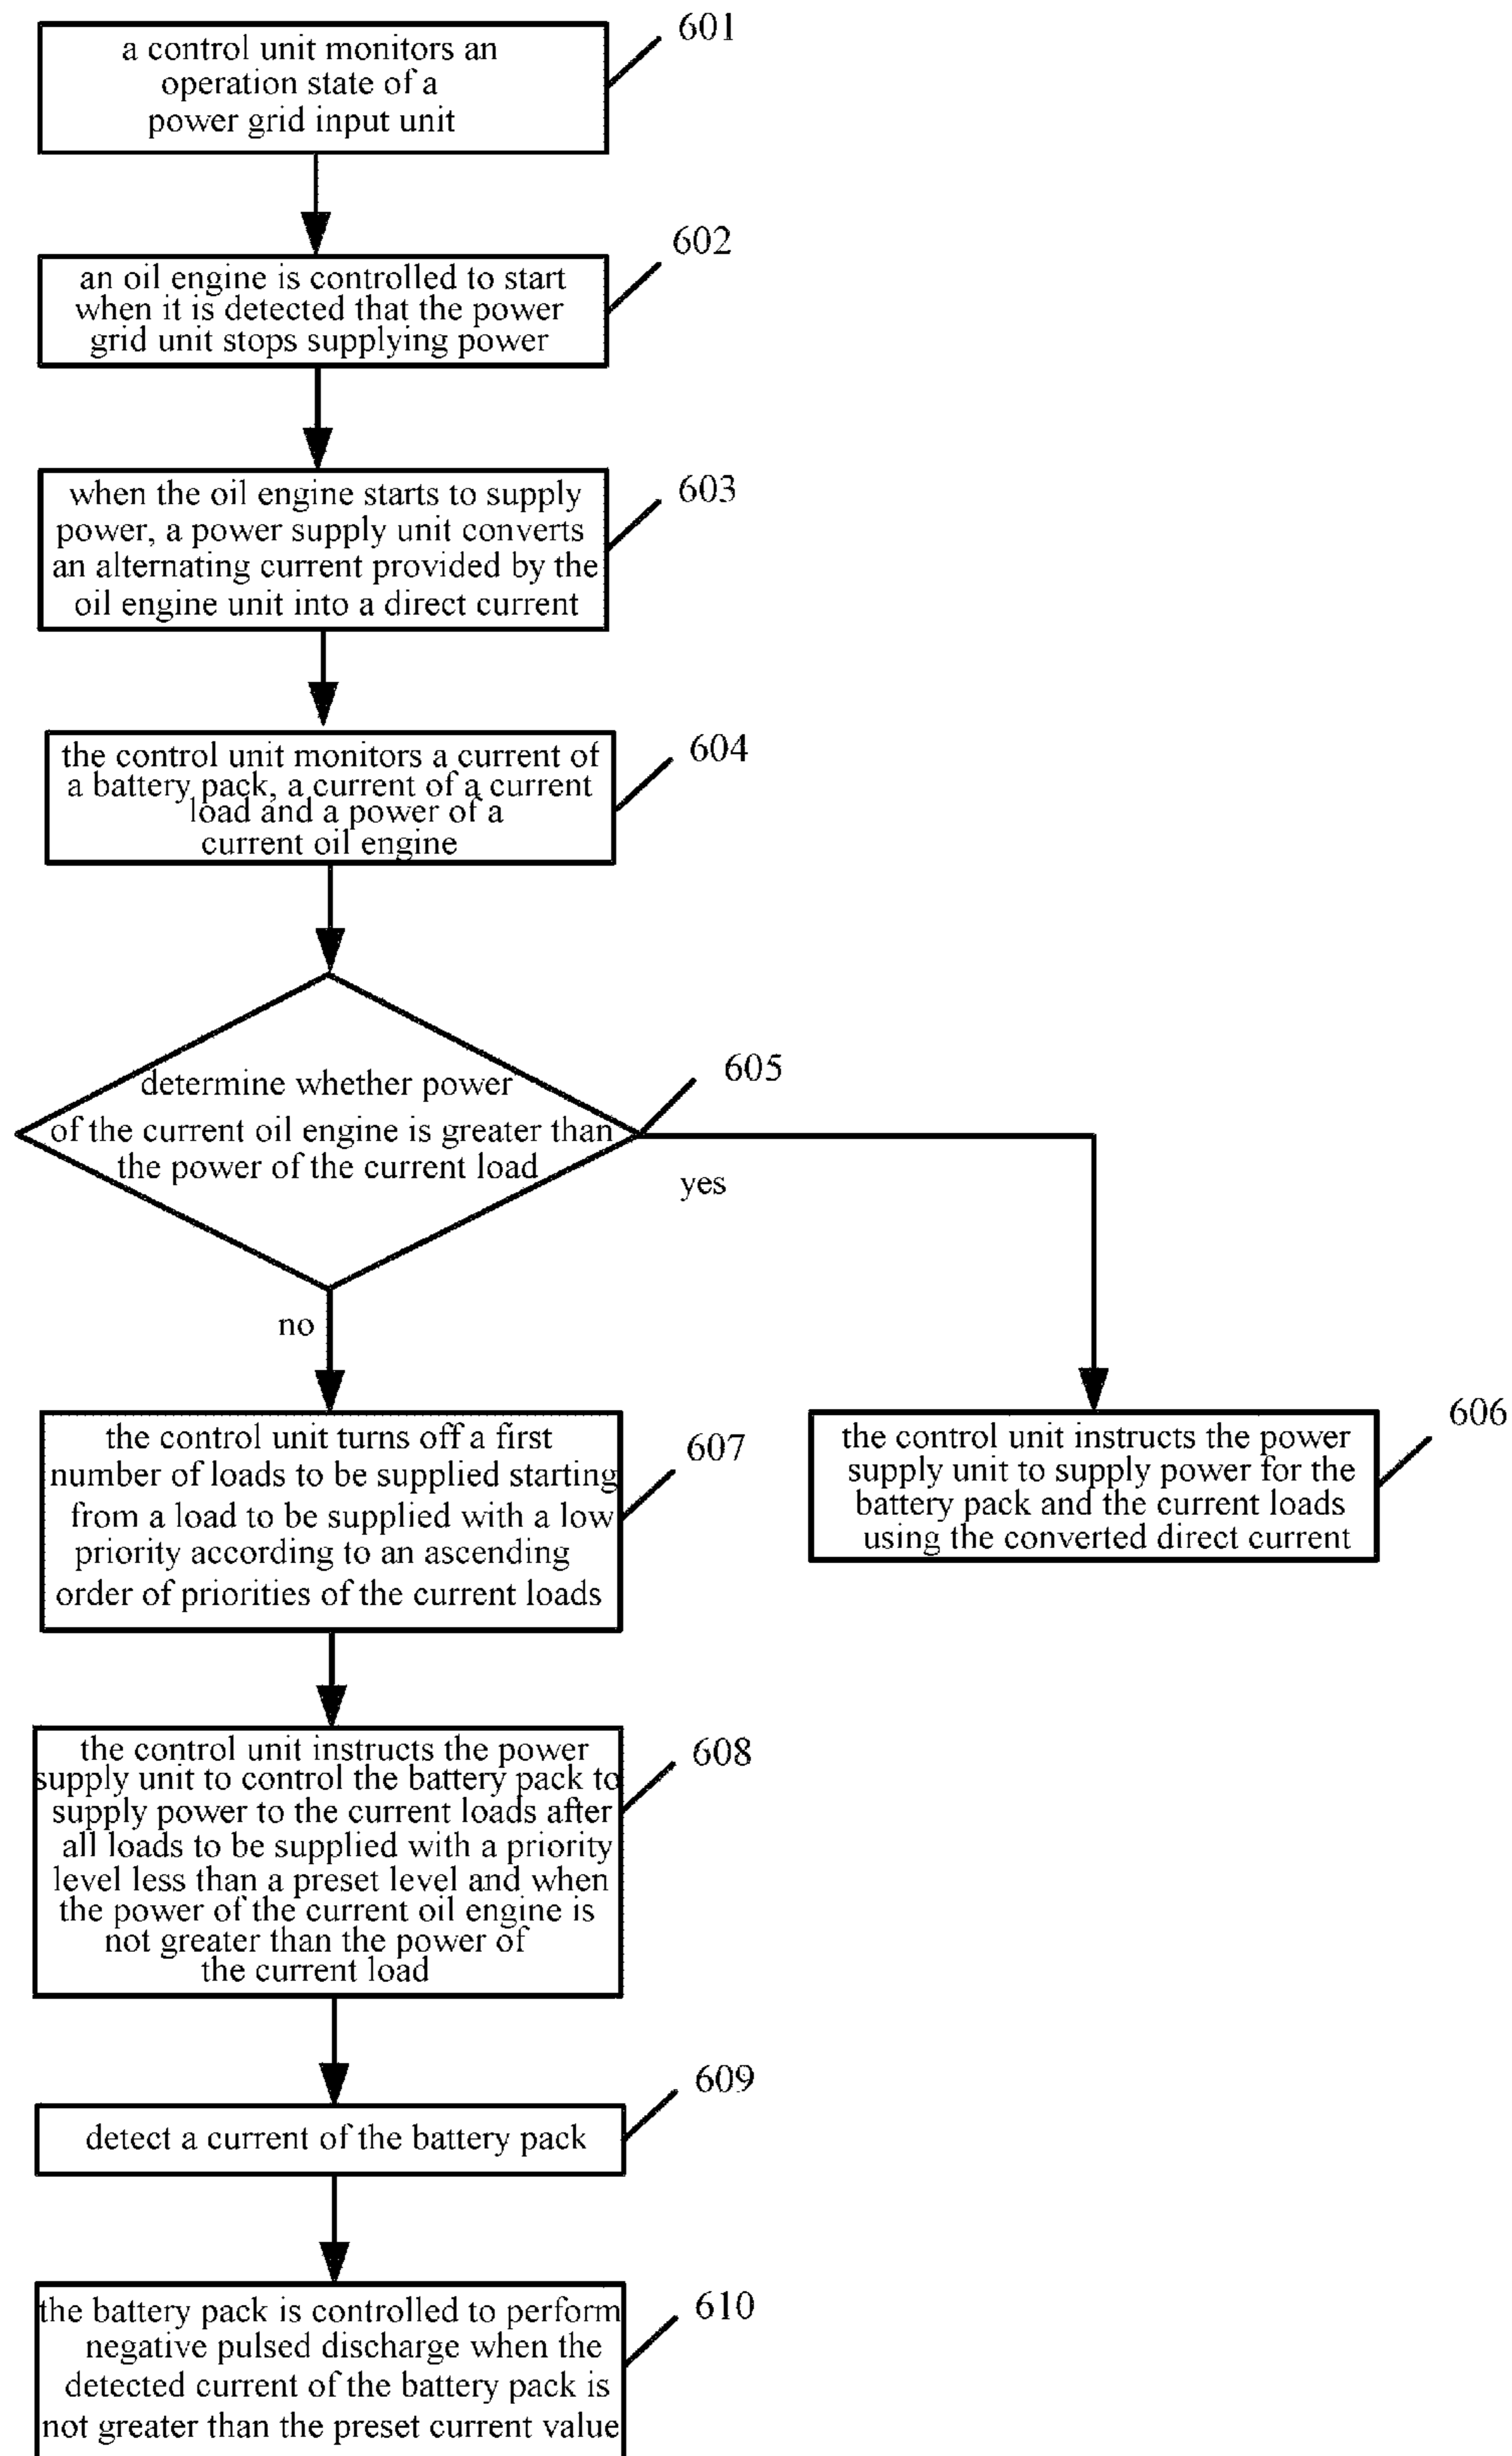 a control unit monitors an
operation state of a
power grid input unit
601
an oil engine is controlled to start
when it is detected that the power
grid unit stops supplying power
602
when the oil engine starts to supply
power, a power supply unit converts
an alternating current provided by the
oil engine unit into a direct current
603
the control unit monitors a current of
a battery pack, a current of a current
load and a power of a
current oil engine
604
determine whether power
of the current oil engine is greater than
the power of the current load
605
yes
no
the control unit turns off a first
number of loads to be supplied starting
from a load to be supplied with a low
priority according to an ascending
order of priorities of the current loads
607
the control unit instructs the power
supply unit to supply power for the
battery pack and the current loads
using the converted direct current
606
the control unit instructs the power
supply unit to control the battery pack to
supply power to the current loads after
all loads to be supplied with a priority
level less than a preset level and when
the power of the current oil engine is
not greater than the power of
the current load
608
detect a current of the battery pack
609
the battery pack is controlled to perform
negative pulsed discharge when the
detected current of the battery pack is
not greater than the preset current value
610